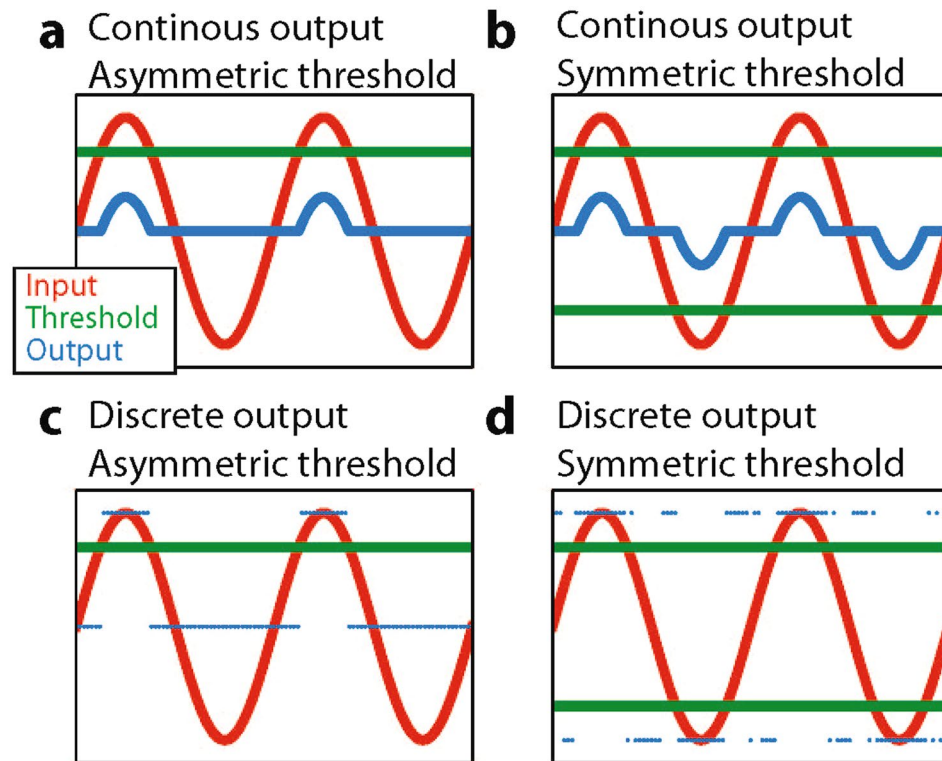 a Continous output
Asymmetric threshold
b Continous output
Symmetric threshold
Input
Threshold
Output
c Discrete output
Asymmetric threshold
d Discrete output
Symmetric threshold